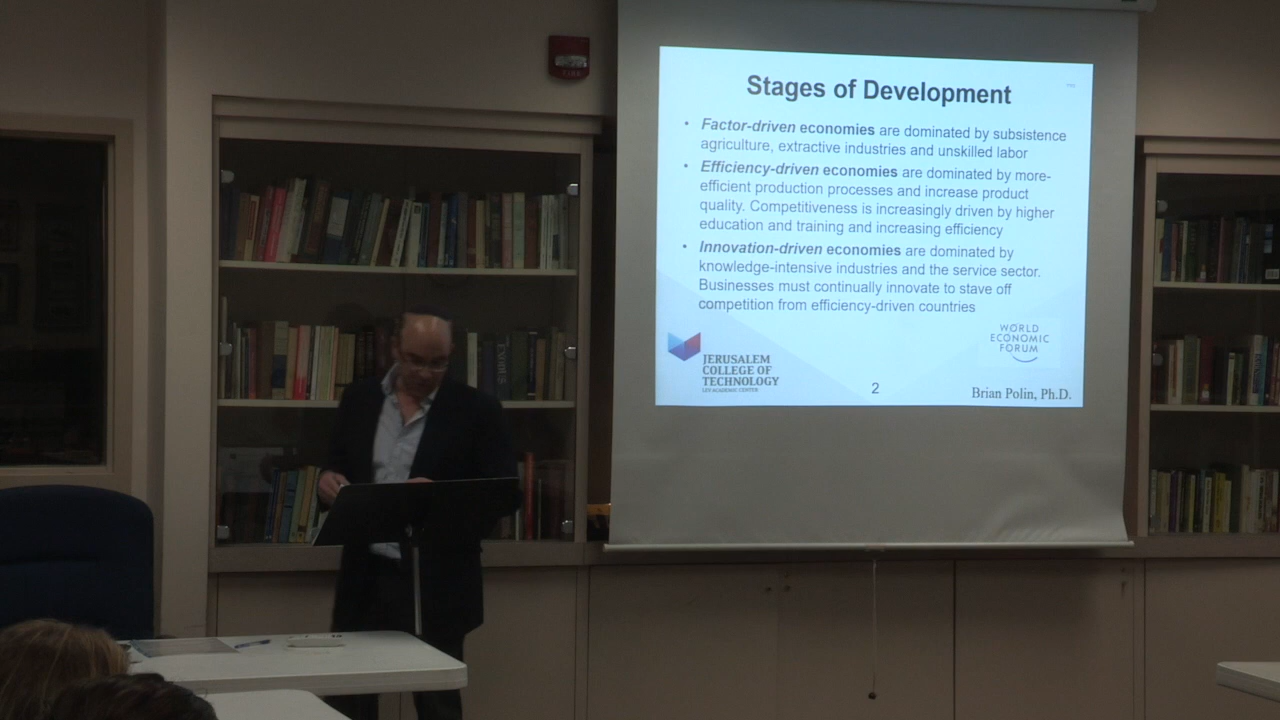 Stages of Development
• Factor-driven economies are dominated by subsistence
agriculture, extractive industries and unskilled labor
• Efficiency-driven economies are dominated by more-
efficient production processes and increase product
quality. Competitiveness is increasingly driven by higher
education and training and increasing efficiency
• Innovation-driven economies are dominated by
knowledge-intensive industries and the service sector.
Businesses must continually innovate to stave off
competition from efficiency-driven countries
WORLD
ECONOMIC
FORUM
JERUSALEM
COLLEGE OF
TECHNOLOGY
LEV ACADEMIC CENTER
2
Brian Polin, Ph.D.
FIRE